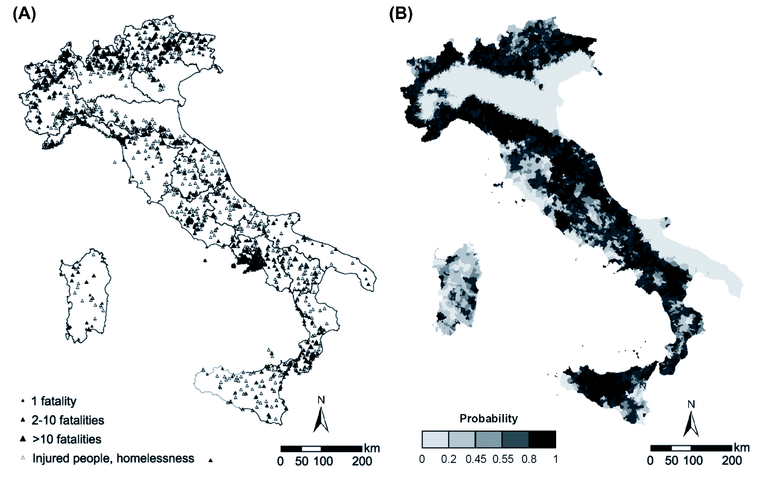 (A)
(B)
1 fatality
2-10 fatalities
>10 fatalities
Injured people, homelessness
N
km
0 50 100 200
Probability
0 0.2 0.45 0.55 0.8 1
N
km
0 50 100 200